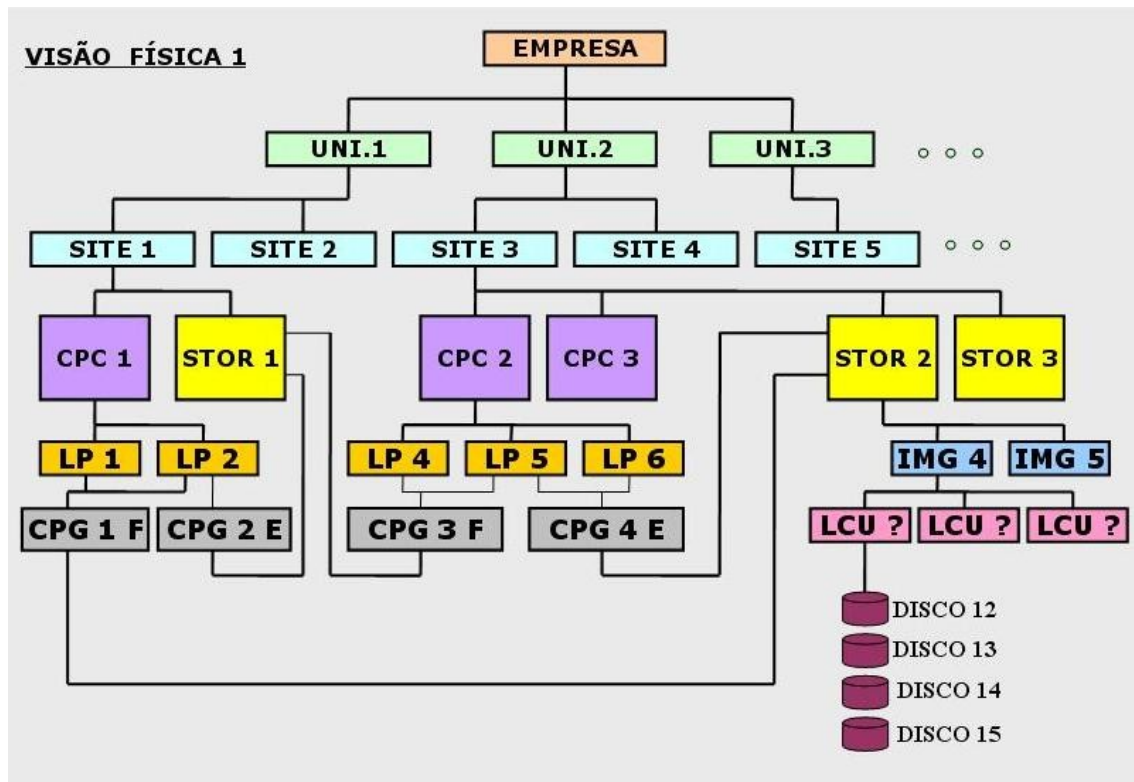 VISÃO FÍSICA 1
EMPRESA
UNI.1 UNI.2 UNI.3
SITE 1 SITE 2 SITE 3 SITE 4 SITE 5
CPC 1 STOR 1 CPC 2 CPC 3 STOR 2 STOR 3
LP 1 LP 2 LP 4 LP 5 LP 6 IMG 4 IMG 5
CPG 1 F CPG 2 E CPG 3 F CPG 4 E LCU ? LCU ? LCU ?
DISCO 12
DISCO 13
DISCO 14
DISCO 15